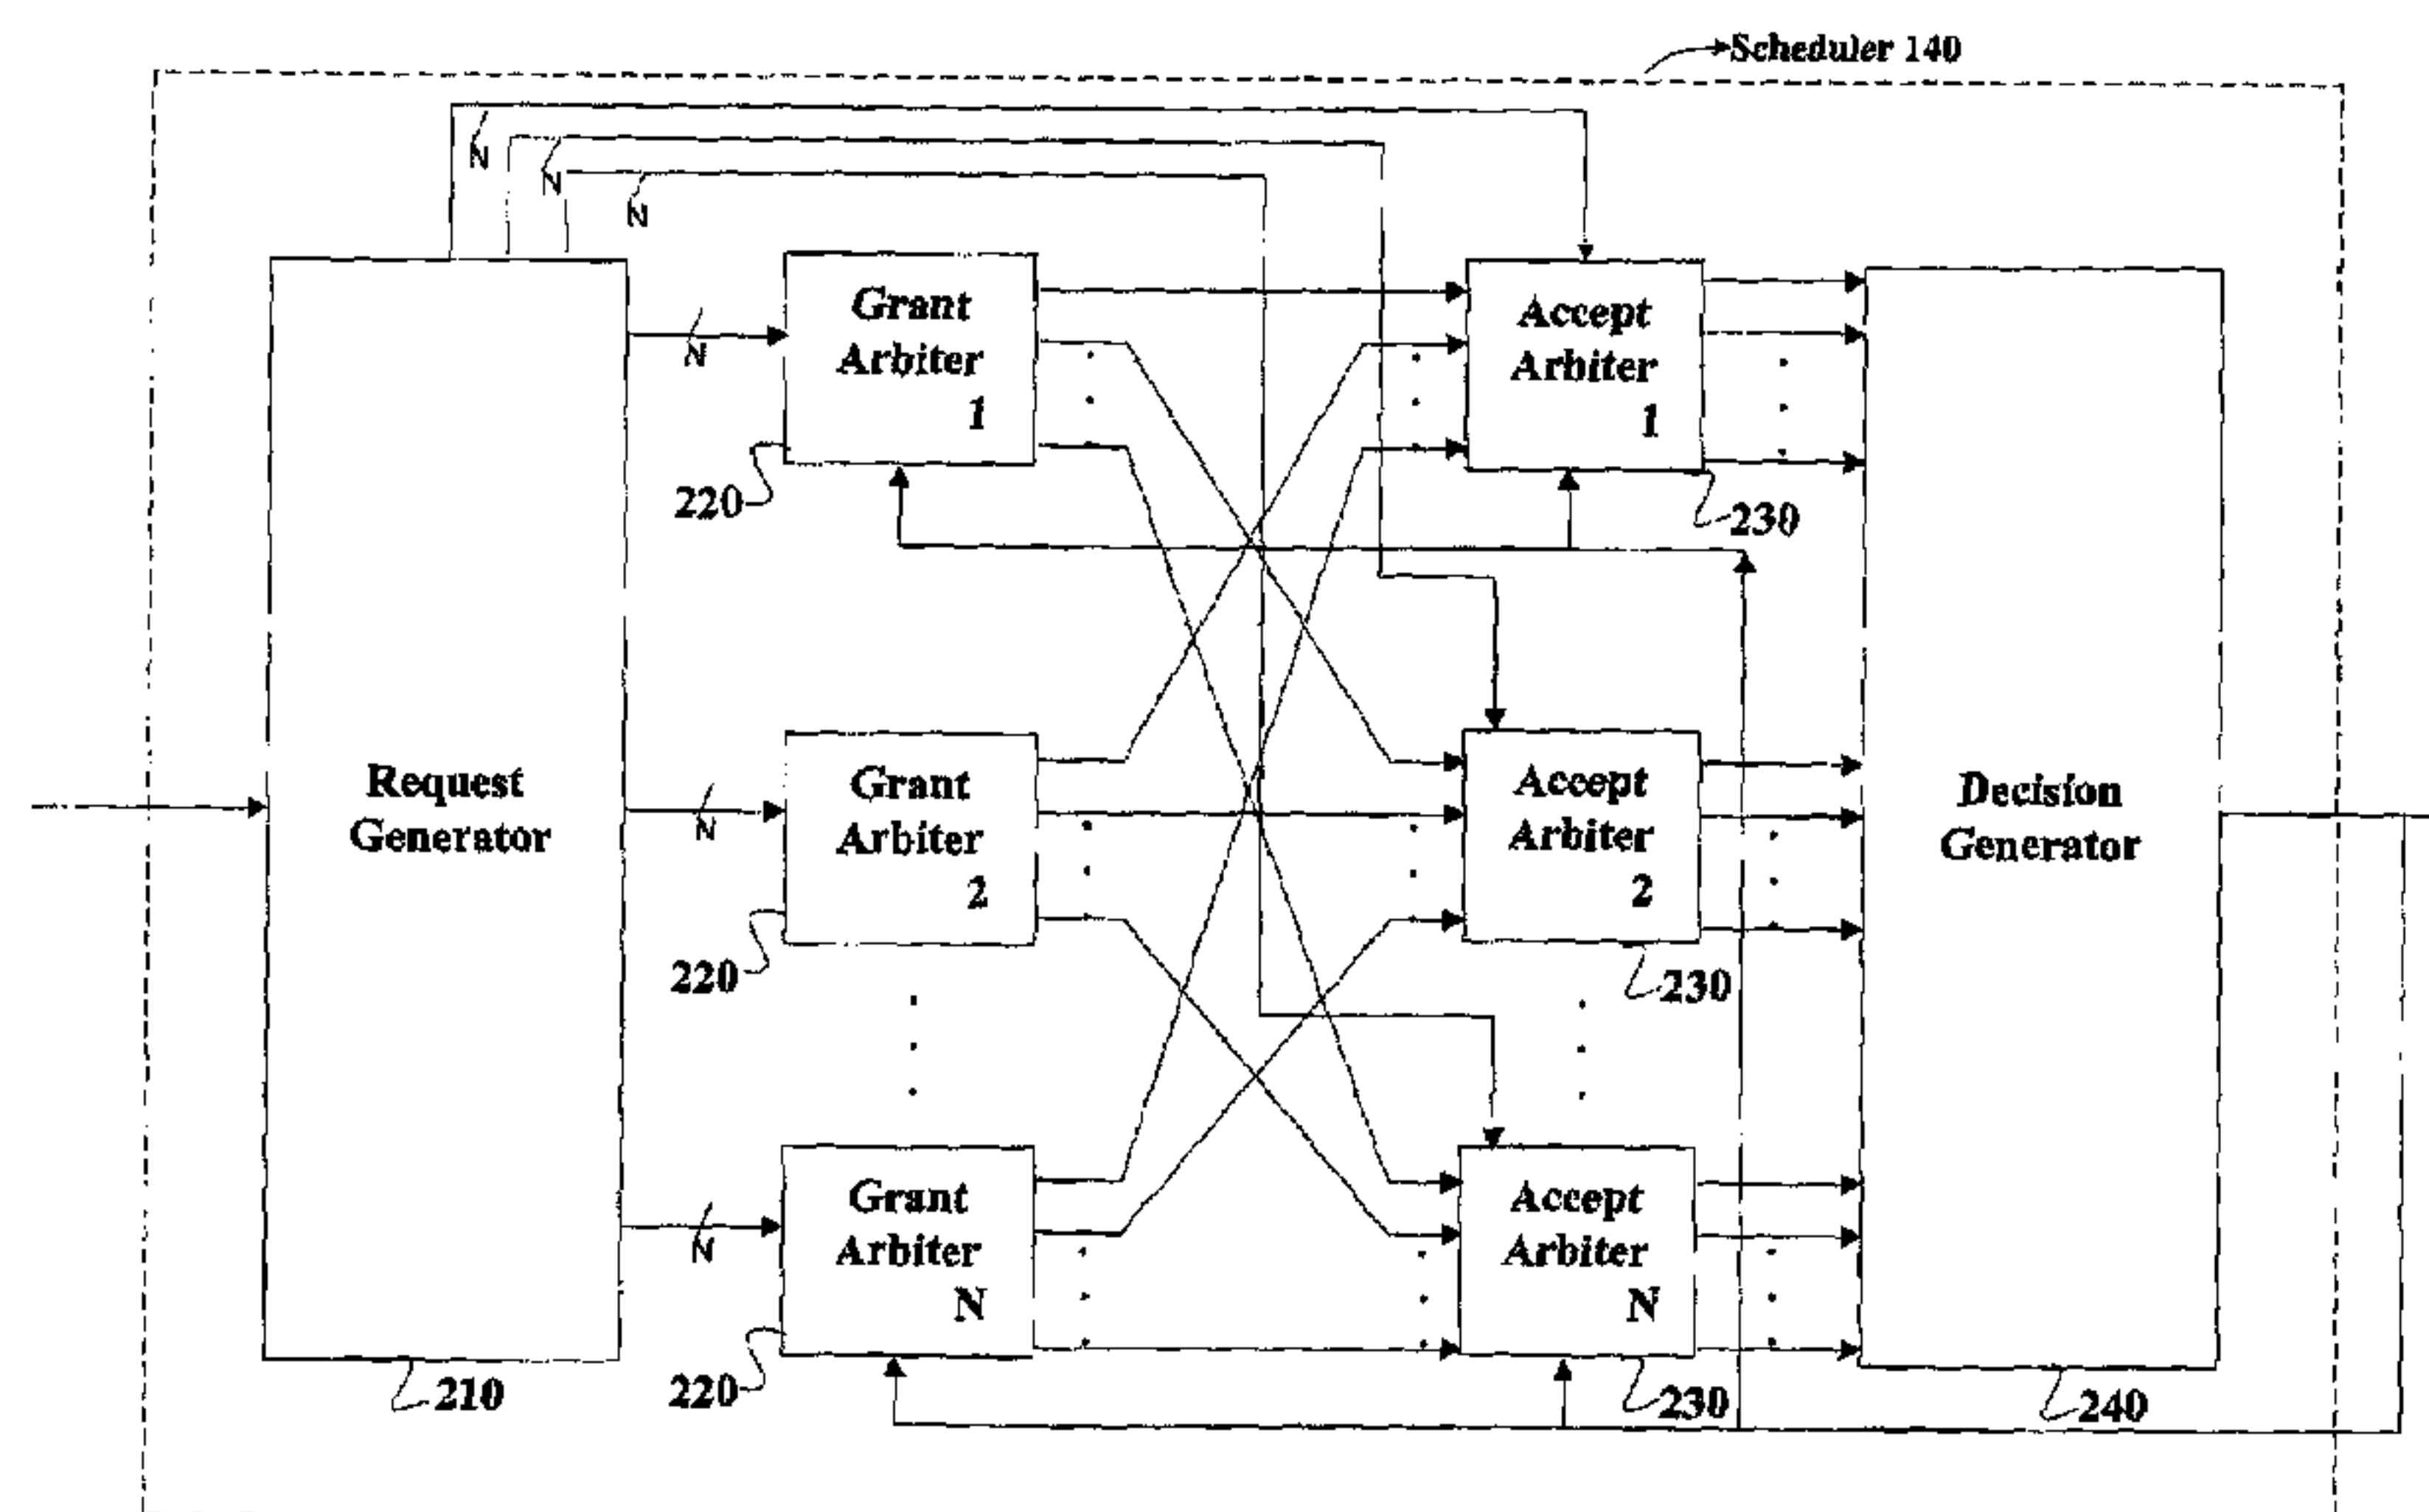 Scheduler 140
N
N
N
Grant
Arbiter
1
Accept
Arbiter
1
N
220
230
Request
Generator
N
Grant
Arbiter
2
Accept
Arbiter
2
Decision
Generator
220
230
N
Grant
Arbiter
N
Accept
Arbiter
N
210
220
230
240